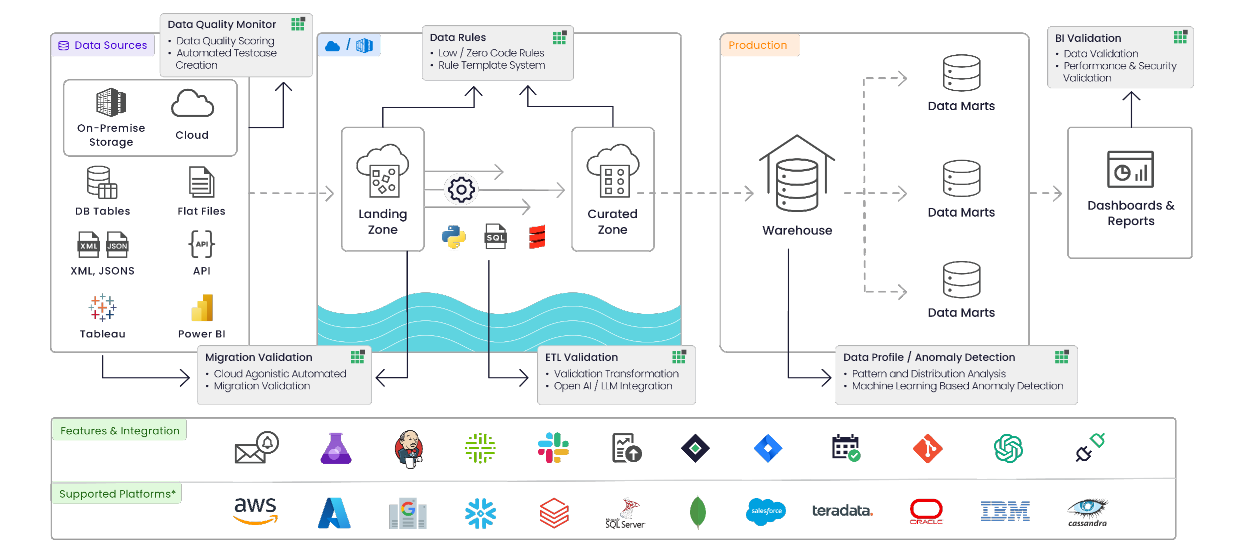 Data Sources
Data Quality Monitor
• Data Quality Scoring
• Automated Testcase
Creation
/
Data Rules
• Low / Zero Code Rules
• Rule Template System
Production
BI Validation
• Data Validation
• Performance & Security
Validation
On-Premise
Storage
Cloud
DB Tables
Flat Files
XML
JSON
API
XML, JSONS
API
Tableau
Power BI
Landing
Zone
SQL
Curated
Zone
Warehouse
Data Marts
Data Marts
Data Marts
Dashboards &
Reports
Migration Validation
• Cloud Agonistic Automated
• Migration Validation
ETL Validation
• Validation Transformation
• Open AI / LLM Integration
Data Profile / Anomaly Detection
• Pattern and Distribution Analysis
• Machine Learning Based Anomaly Detection
Features & Integration
Supported Platforms*
aws
G
SQL Server
salesforce
teradata.
ORACLE
IBM
cassandra